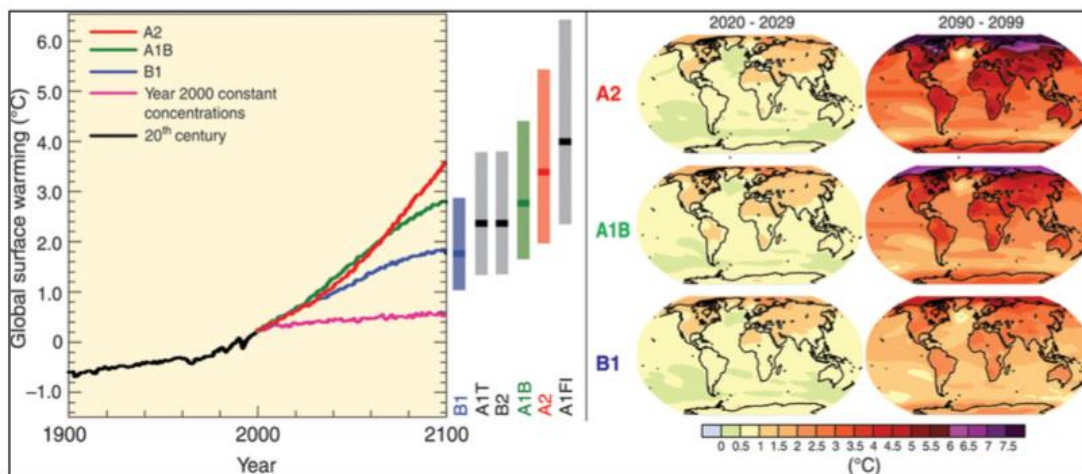 6.0
5.0
4.0
3.0
2.0
1.0
0
−1.0
Global surface warming (°C)
A2
A1B
B1
Year 2000 constant
concentrations
20th century
1900 2000 2100
Year
B1
A1T
B2
A1B
A2
A1FI
2020 - 2029 2090 - 2099
A2
A1B
B1
0 0.5 1 1.5 2 2.5 3 3.5 4 4.5 5 5.5 6 6.5 7 7.5
(°C)